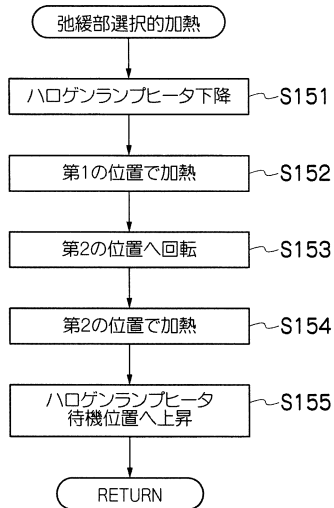 弛緩部選択的加熱
ハロゲンランプヒータ下降 S151
第1の位置で加熱 S152
第2の位置へ回転 S153
第2の位置で加熱 S154
ハロゲンランプヒータ
待機位置へ上昇 S155
RETURN